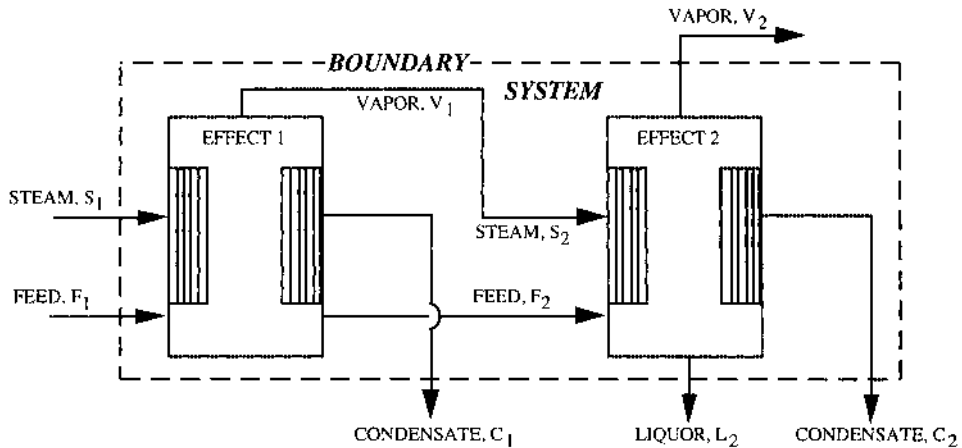 VAPOR, V2
BOUNDARY
SYSTEM
VAPOR, V1
EFFECT 1
EFFECT 2
STEAM, S1
STEAM, S2
FEED, F1
FEED, F2
CONDENSATE, C1
LIQUOR, L2
CONDENSATE, C2